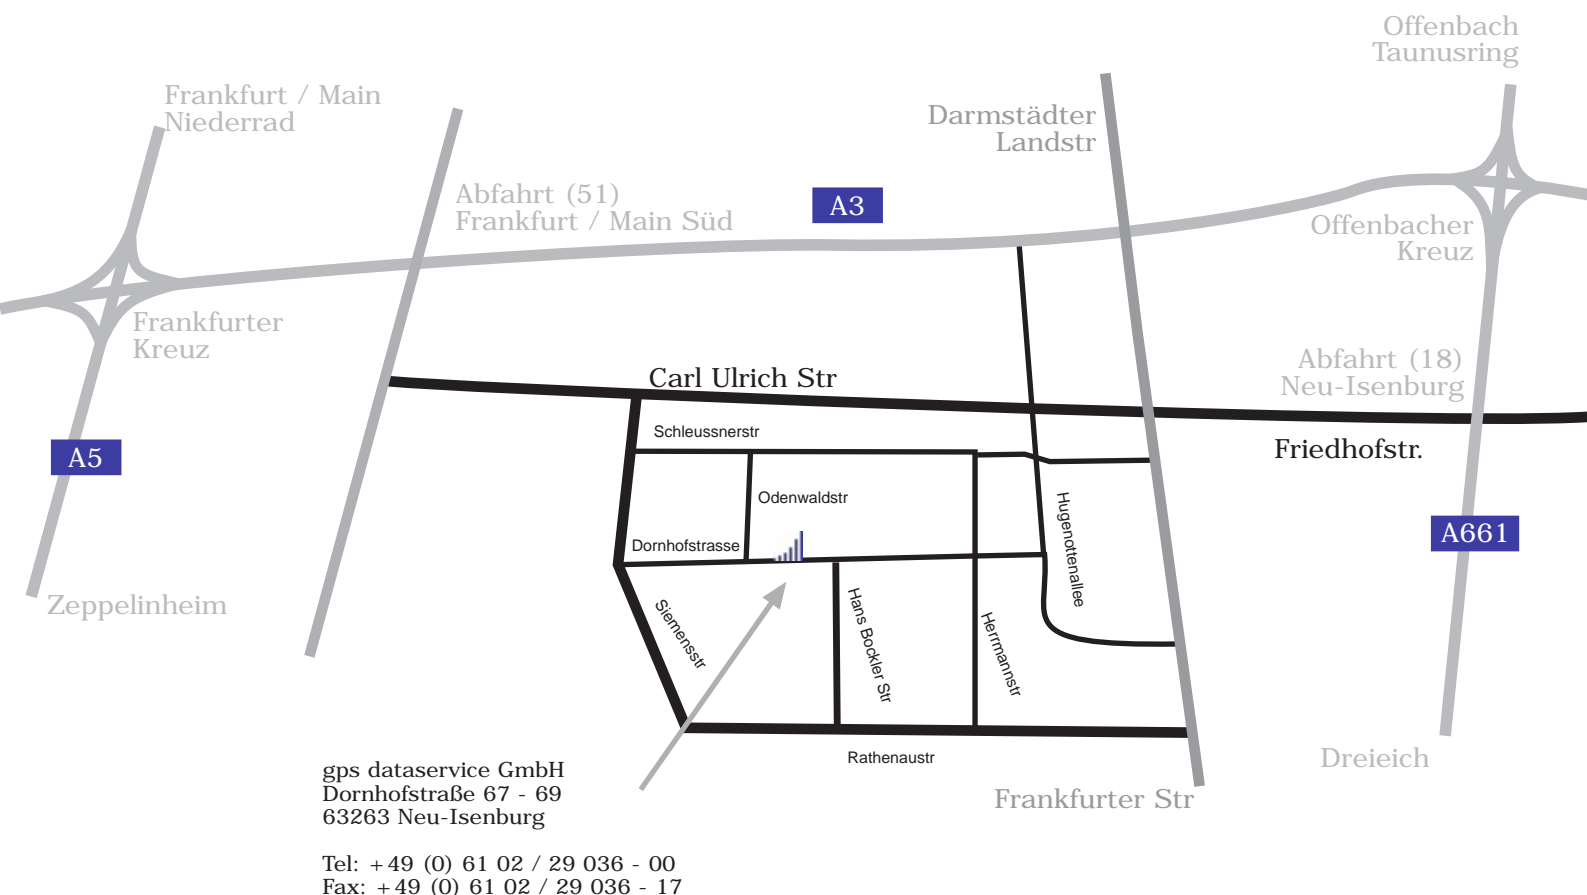 Offenbach
Taunusring
Frankfurt / Main
Niederrad
Darmstädter
Landstr
Abfahrt (51)
Frankfurt / Main Süd
A3
Offenbacher
Kreuz
Frankfurter
Kreuz
Abfahrt (18)
Neu-Isenburg
Carl Ulrich Str
Schleussnerstr
Friedhofstr.
A5
Odenwaldstr
Hugenottenallee
A661
Dornhofstrasse
Zeppelinheim
Siemensstr
Hans Bockler Str
Herrmannstr
Rathenaustr
Dreieich
Frankfurter Str
gps dataservice GmbH
Dornhofstraße 67 - 69
63263 Neu-Isenburg
Tel: +49 (0) 61 02 / 29 036 - 00
Fax: +49 (0) 61 02 / 29 036 - 17